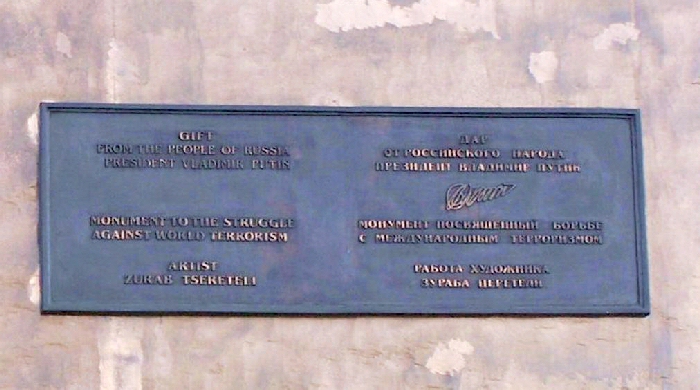 GIFT
FROM THE PEOPLE OF RUSSIA
PRESIDENT VLADIMIR PUTIN
MONUMENT TO THE STRUGGLE
AGAINST WORLD TERRORISM
ARTIST
ZURAB TSERETELI
ДАР
ОТ РОССИЙСКОГО НАРОДА
ПРЕЗИДЕНТ ВЛАДИМИР ПУТИН
МОНУМЕНТ ПОСВЯЩЕННЫЙ БОРЬБЕ
С МЕЖДУНАРОДНЫМ ТЕРРОРИЗМОМ
РАБОТА ХУДОЖНИКА
ЗУРАБА ЦЕРЕТЕЛИ